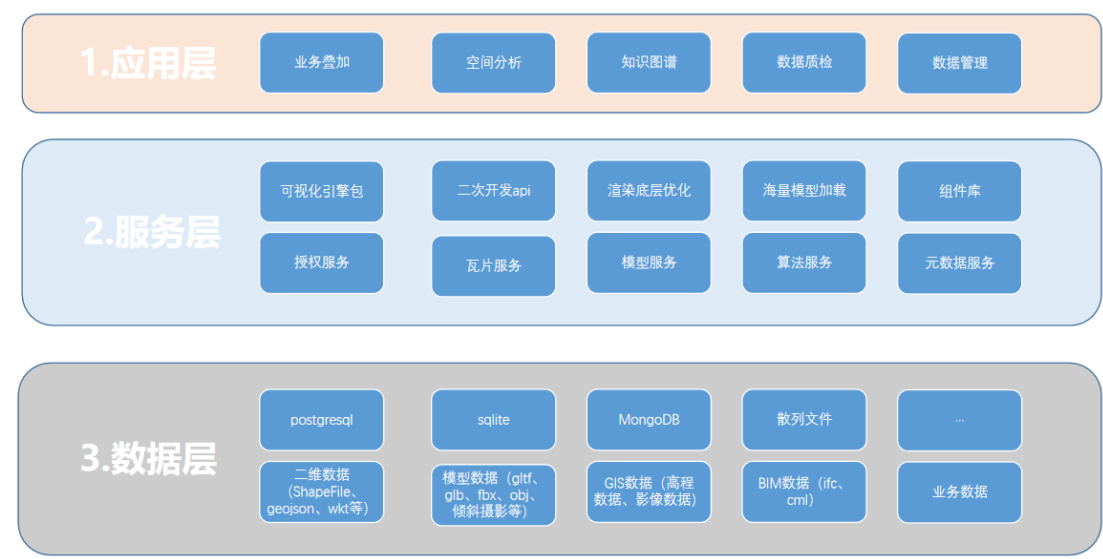 1.应用层
业务叠加
空间分析
知识图谱
数据质检
数据管理
2.服务层
可视化引擎包
二次开发api
渲染底层优化
海量模型加载
组件库
授权服务
瓦片服务
模型服务
算法服务
元数据服务
3.数据层
postgresql
sqlite
MongoDB
散列文件
...
二维数据
(ShapeFile、
geojson、wkt等)
模型数据（gltf、
glb、fbx、obj、
倾斜摄影等）
GIS数据（高程
数据、影像数据）
BIM数据（ifc、
cml）
业务数据